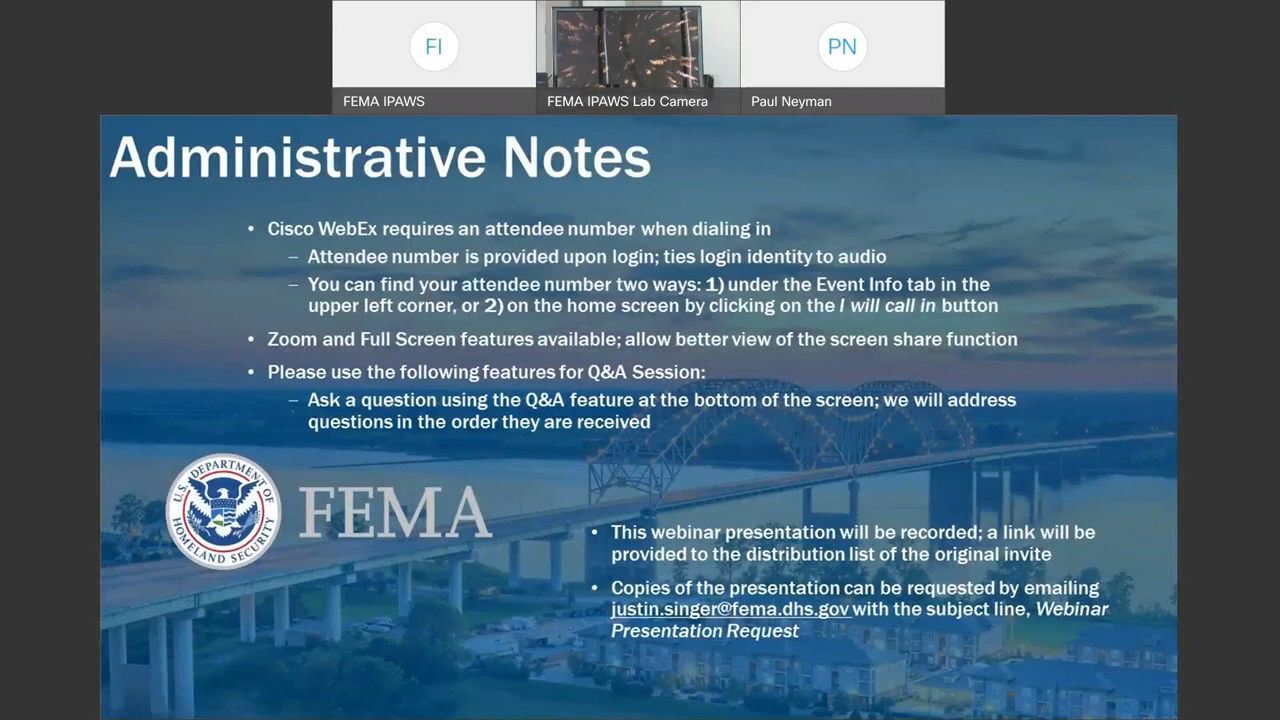 FI
PN
FEMA IPAWS
FEMA IPAWS Lab Camera
Paul Neyman
Administrative Notes
• Cisco WebEx requires an attendee number when dialing in
– Attendee number is provided upon login; ties login identity to audio
– You can find your attendee number two ways: 1) under the Event Info tab in the
upper left corner, or 2) on the home screen by clicking on the I will call in button
• Zoom and Full Screen features available; allow better view of the screen share function
• Please use the following features for Q&A Session:
– Ask a question using the Q&A feature at the bottom of the screen; we will address
questions in the order they are received
U.S. DEPARTMENT OF
HOMELAND SECURITY
FEMA
• This webinar presentation will be recorded; a link will be
provided to the distribution list of the original invite
• Copies of the presentation can be requested by emailing
justin.singer@fema.dhs.gov with the subject line, Webinar
Presentation Request